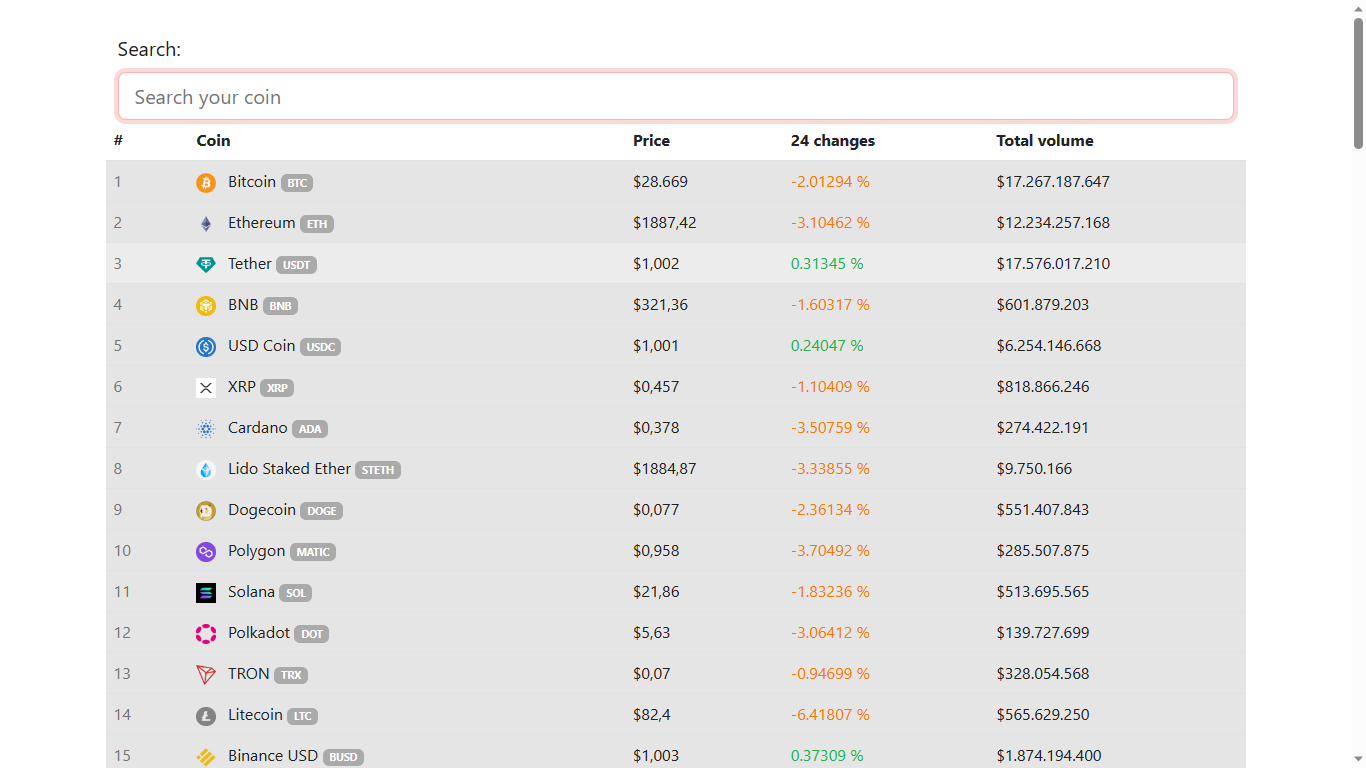 Search:
Search your coin
# Coin Price 24 changes Total volume
1 Bitcoin BTC $28.669 -2.01294 % $17.267.187.647
2 Ethereum ETH $1887,42 -3.10462 % $12.234.257.168
3 Tether USDT $1,002 0.31345 % $17.576.017.210
4 BNB BNB $321,36 -1.60317 % $601.879.203
5 USD Coin USDC $1,001 0.24047 % $6.254.146.668
6 XRP XRP $0,457 -1.10409 % $818.866.246
7 Cardano ADA $0,378 -3.50759 % $274.422.191
8 Lido Staked Ether STETH $1884,87 -3.33855 % $9.750.166
9 Dogecoin DOGE $0,077 -2.36134 % $551.407.843
10 Polygon MATIC $0,958 -3.70492 % $285.507.875
11 Solana SOL $21,86 -1.83236 % $513.695.565
12 Polkadot DOT $5,63 -3.06412 % $139.727.699
13 TRON TRX $0,07 -0.94699 % $328.054.568
14 Litecoin LTC $82,4 -6.41807 % $565.629.250
15 Binance USD BUSD $1,003 0.37309 % $1.874.194.400